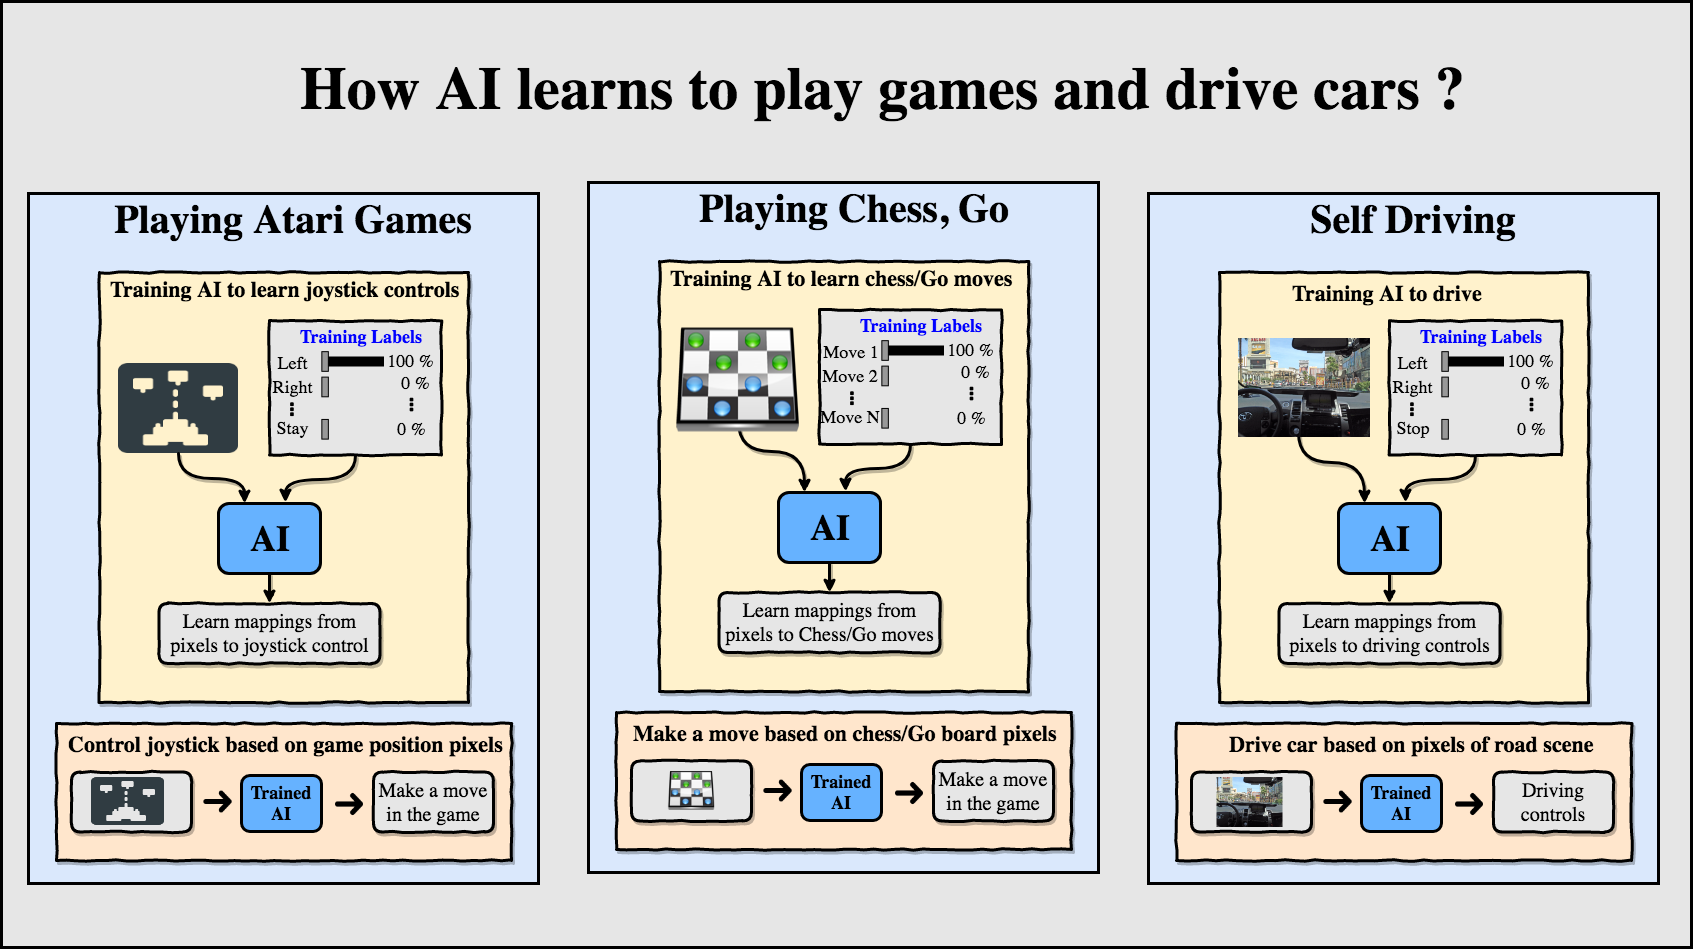 How AI learns to play games and drive cars ?
Playing Atari Games
Training AI to learn joystick controls
Training Labels
Left 100 %
Right 0 %
Stay 0 %
AI
Learn mappings from
pixels to joystick control
Control joystick based on game position pixels
Trained
AI
Make a move
in the game
Playing Chess, Go
Training AI to learn chess/Go moves
Training Labels
Move 1 100 %
Move 2 0 %
Move N 0 %
AI
Learn mappings from
pixels to Chess/Go moves
Make a move based on chess/Go board pixels
Trained
AI
Make a move
in the game
Self Driving
Training AI to drive
Training Labels
Left 100 %
Right 0 %
Stop 0 %
AI
Learn mappings from
pixels to driving controls
Drive car based on pixels of road scene
Trained
AI
Driving
controls